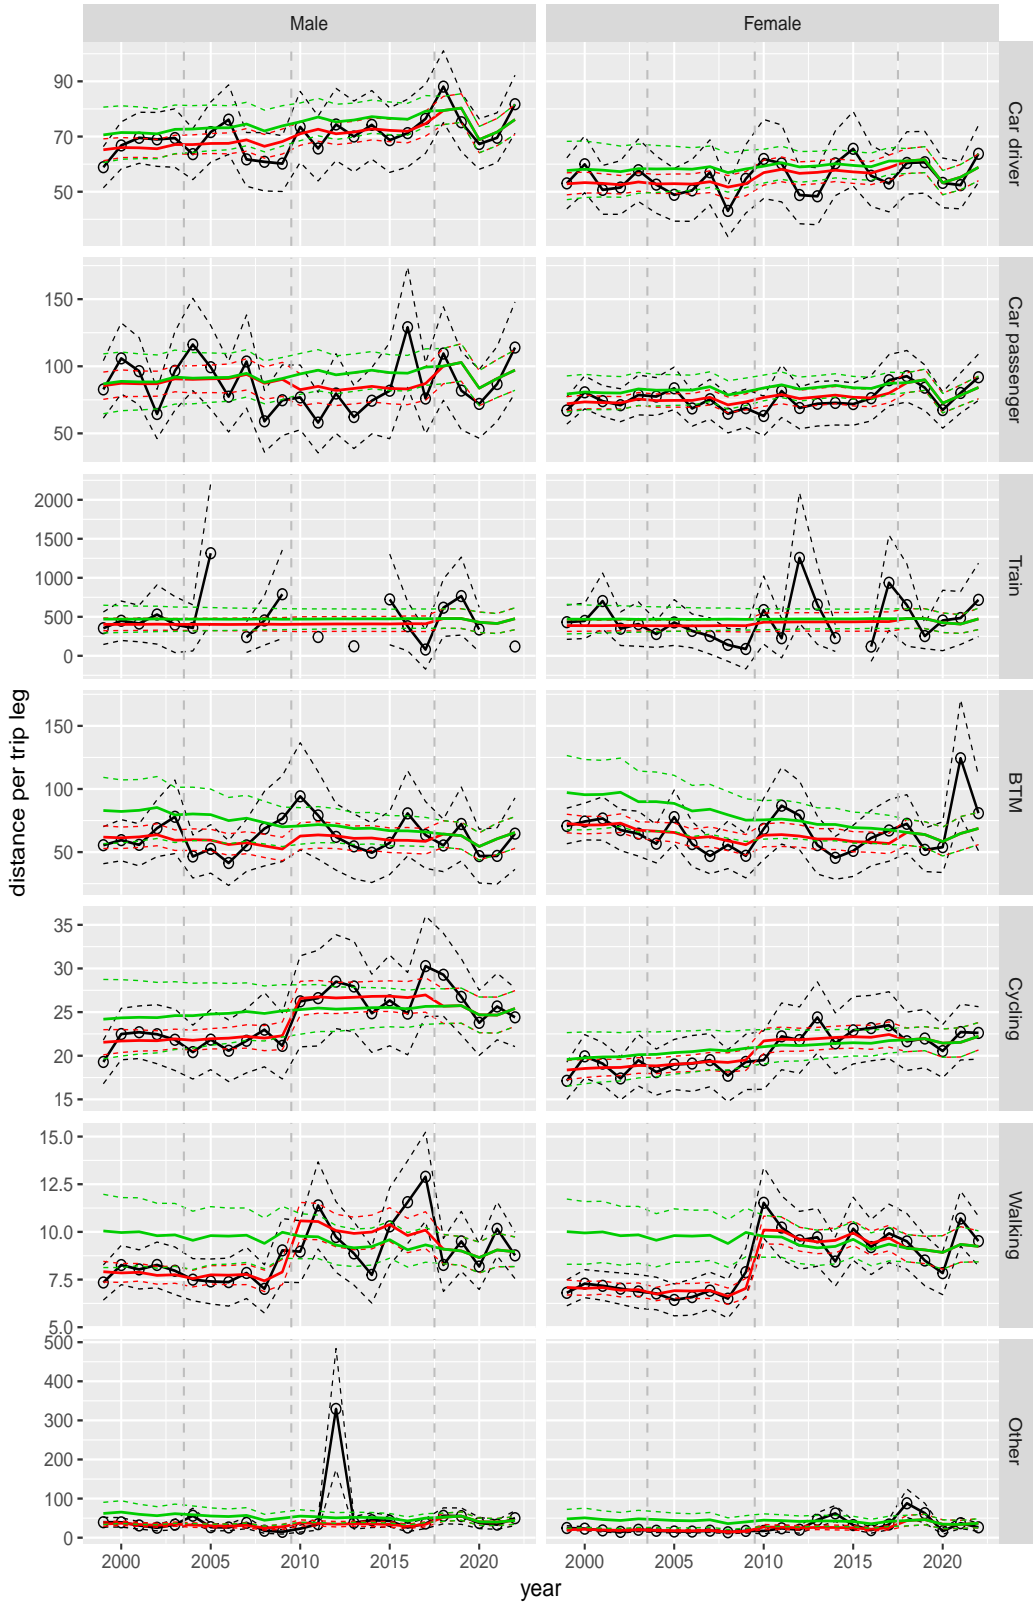 Male
Female
90
70
50
Car driver
150
100
50
Car passenger
2000
1500
1000
500
0
Train
150
100
50
BTM
distance per trip leg
35
30
25
20
15
Cycling
15.0
12.5
10.0
7.5
5.0
Walking
500
400
300
200
100
0
Other
2000 2005 2010 2015 2020 2000 2005 2010 2015 2020
year